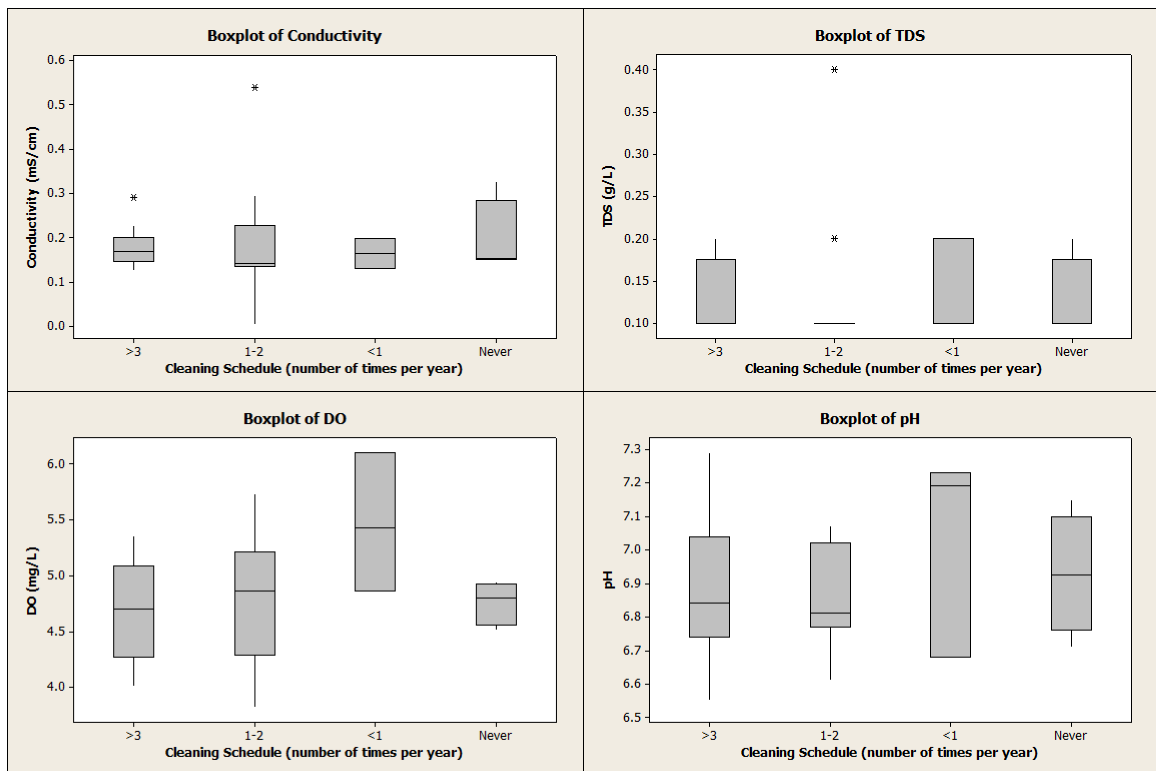 Boxplot of Conductivity
0.6
0.5
0.4
0.3
0.2
0.1
0.0
Conductivity (mS/cm)
>3 1-2 <1 Never
Cleaning Schedule (number of times per year)
Boxplot of TDS
0.40
0.35
0.30
0.25
0.20
0.15
0.10
TDS (g/L)
>3 1-2 <1 Never
Cleaning Schedule (number of times per year)
Boxplot of DO
6.0
5.5
5.0
4.5
4.0
DO (mg/L)
>3 1-2 <1 Never
Cleaning Schedule (number of times per year)
Boxplot of pH
7.3
7.2
7.1
7.0
6.9
6.8
6.7
6.6
6.5
pH
>3 1-2 <1 Never
Cleaning Schedule (number of times per year)